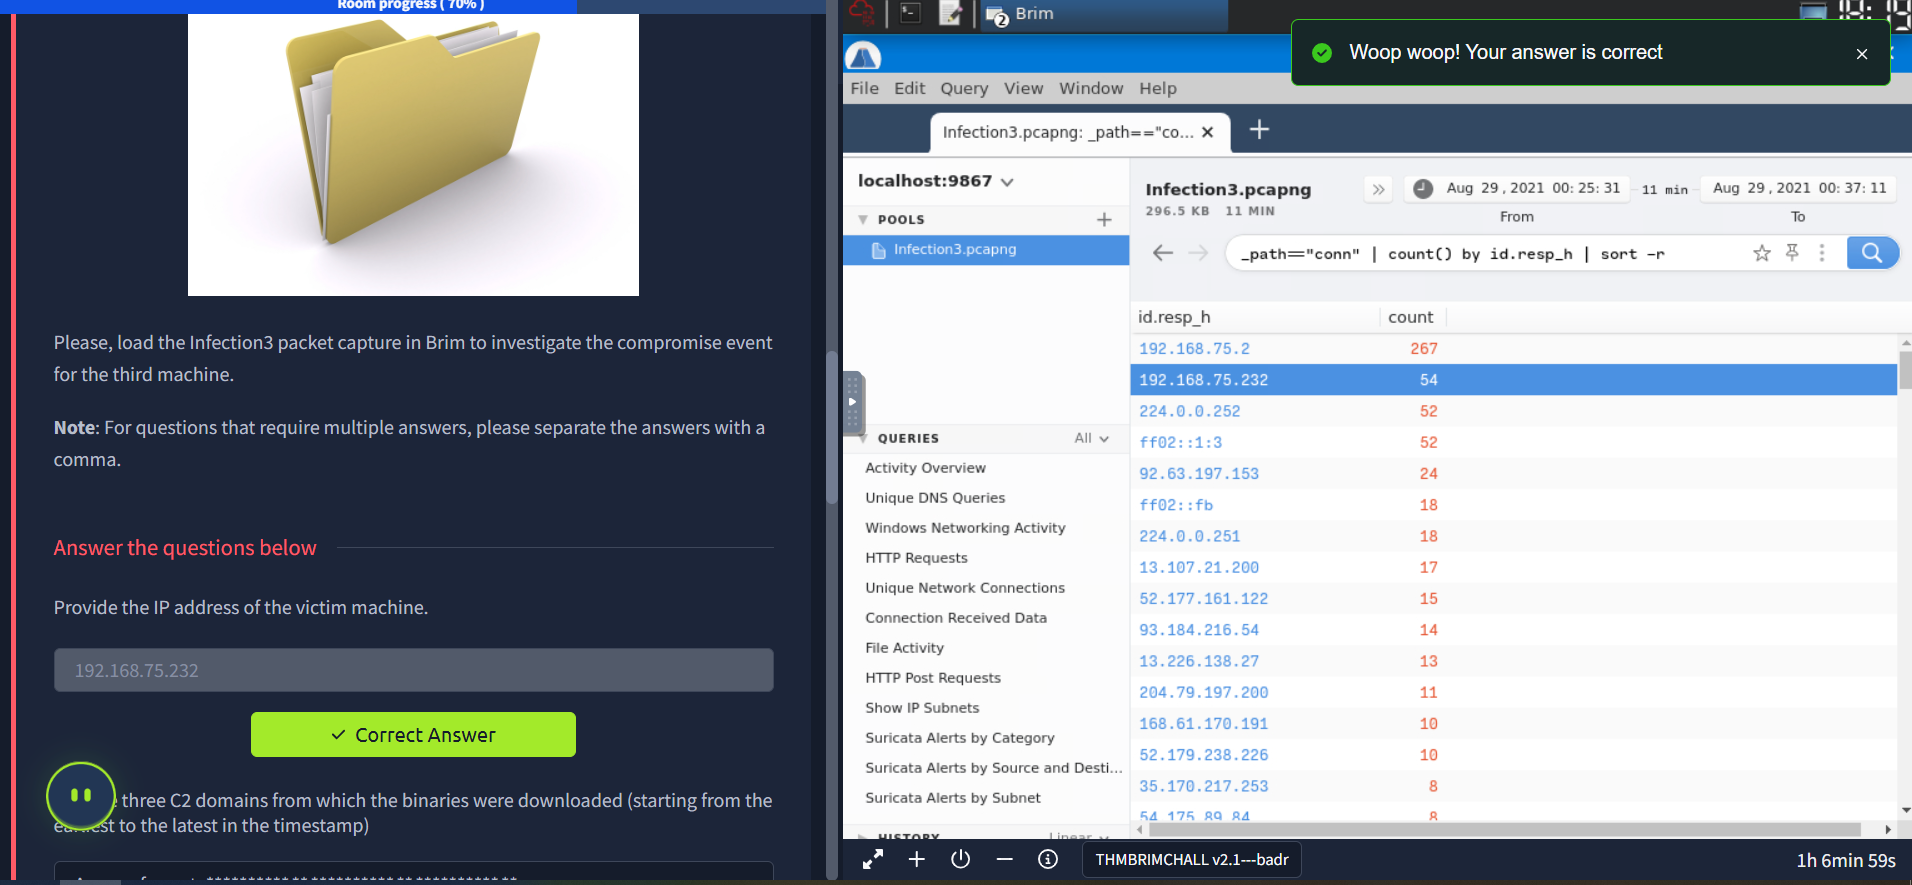 Room progress ( 70% )
Please, load the Infection3 packet capture in Brim to investigate the compromise event
for the third machine.
Note: For questions that require multiple answers, please separate the answers with a
comma.
Answer the questions below
Provide the IP address of the victim machine.
192.168.75.232
Correct Answer
three C2 domains from which the binaries were downloaded (starting from the
to the latest in the timestamp)
2 Brim
Woop woop! Your answer is correct
File Edit Query View Window Help
Infection3.pcapng: _path=="co...
localhost:9867
POOLS
Infection3.pcapng
QUERIES All
Activity Overview
Unique DNS Queries
Windows Networking Activity
HTTP Requests
Unique Network Connections
Connection Received Data
File Activity
HTTP Post Requests
Show IP Subnets
Suricata Alerts by Category
Suricata Alerts by Source and Desti...
Suricata Alerts by Subnet
HISTORY Linear
Infection3.pcapng
296.5 KB 11 MIN
Aug 29, 2021 00:25:31 11 min Aug 29, 2021 00:37:11
From To
_path=="conn" | count() by id.resp_h | sort -r
id.resp_h count
192.168.75.2 267
192.168.75.232 54
224.0.0.252 52
ff02::1:3 52
92.63.197.153 24
ff02::fb 18
224.0.0.251 18
13.107.21.200 17
52.177.161.122 15
93.184.216.54 14
13.226.138.27 13
204.79.197.200 11
168.61.170.191 10
52.179.238.226 10
35.170.217.253 8
54.175.89.84 8
THMBRIMCHALL v2.1---badr
1h 6min 59s